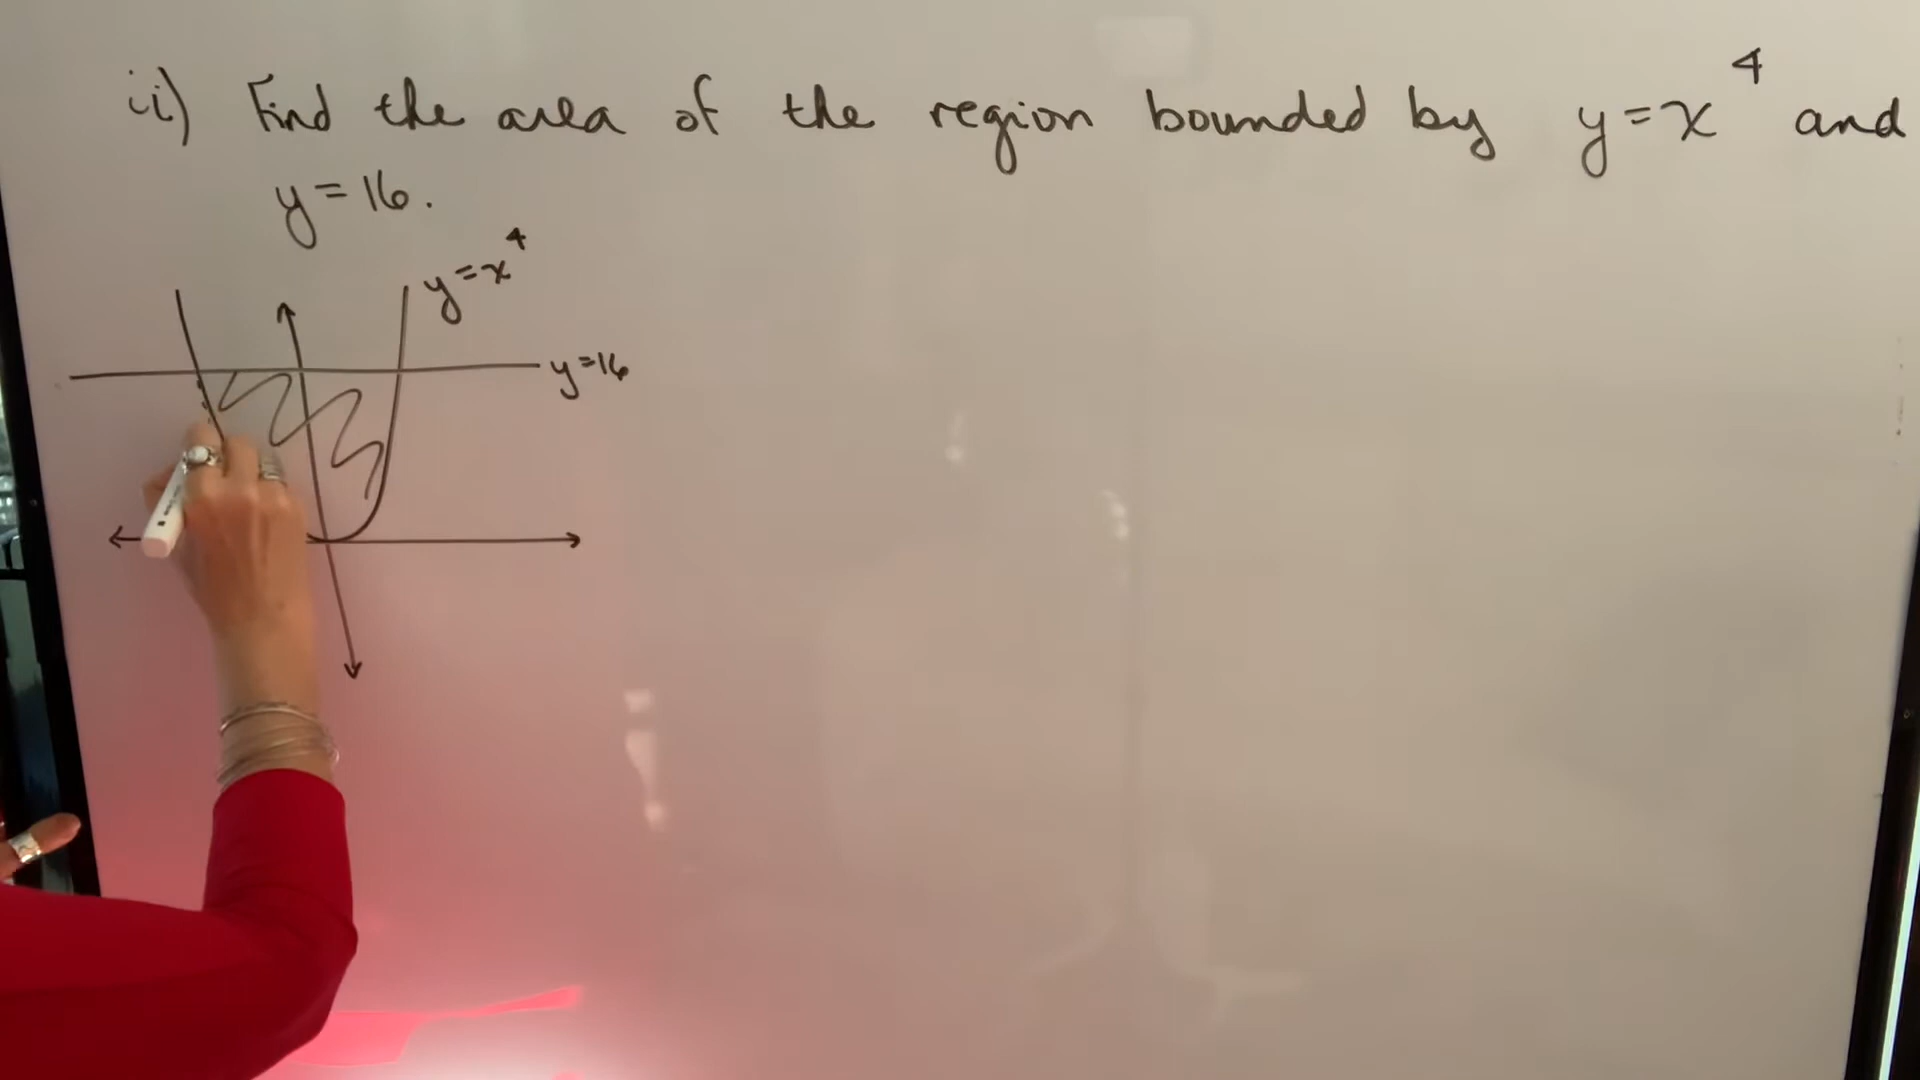 ii) Find the area of the region bounded by y=x⁴ and
y=16.
y=x⁴
y=16